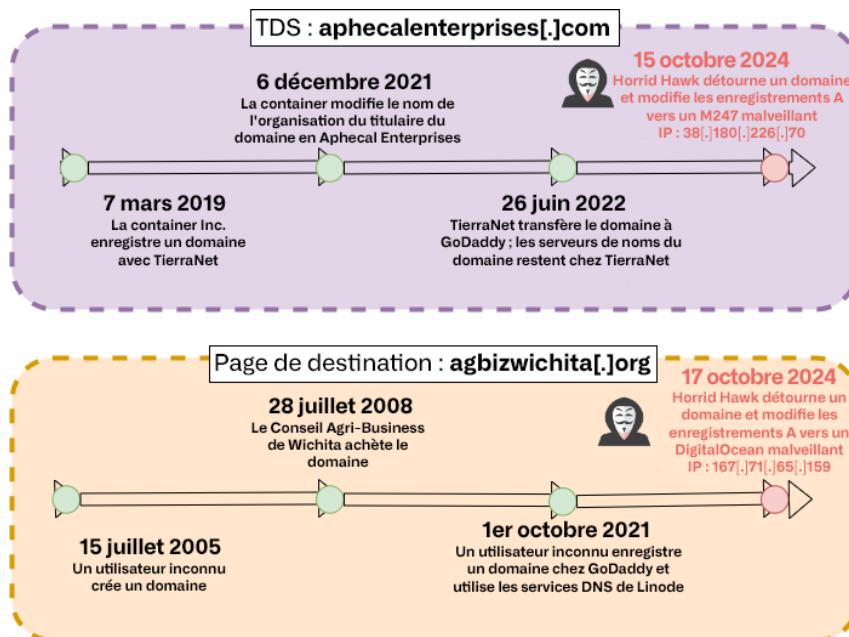 TDS : aphecalenterprises[.]com
15 octobre 2024
Horrid Hawk détourne un domaine
et modifie les enregistrements A
vers un M247 malveillant
IP : 38[.]180[.]226[.]70
6 décembre 2021
La container modifie le nom de
l'organisation du titulaire du
domaine en Aphecal Enterprises
7 mars 2019
La container Inc.
enregistre un domaine
avec TierraNet
26 juin 2022
TierraNet transfère le domaine à
GoDaddy ; les serveurs de noms du
domaine restent chez TierraNet
Page de destination : agbizwichita[.]org
17 octobre 2024
Horrid Hawk détourne un
domaine et modifie les
enregistrements A vers un
DigitalOcean malveillant
IP : 167[.]71[.]65[.]159
28 juillet 2008
Le Conseil Agri-Business
de Wichita achète le
domaine
15 juillet 2005
Un utilisateur inconnu
crée un domaine
1er octobre 2021
Un utilisateur inconnu enregistre
un domaine chez GoDaddy et
utilise les services DNS de Linode